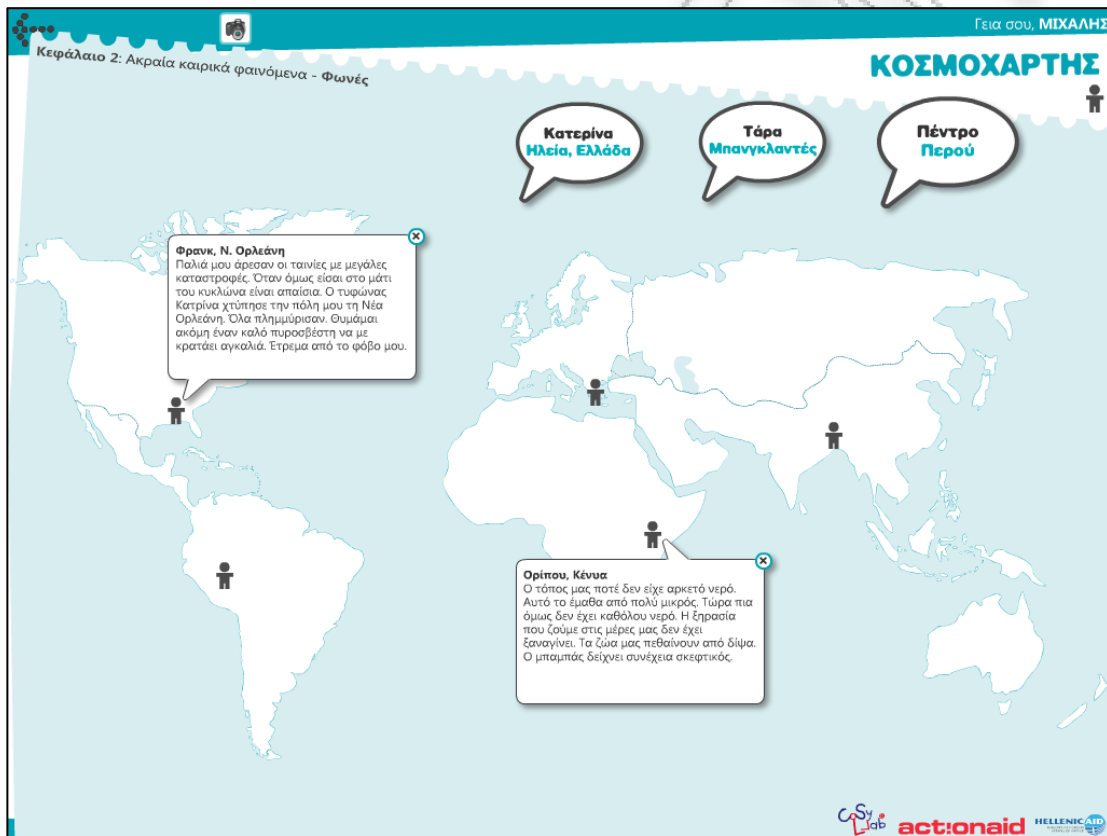 Γεια σου, ΜΙΧΑΛΗΣ
Κεφάλαιο 2: Ακραία καιρικά φαινόμενα - Φωνές
ΚΟΣΜΟΧΑΡΤΗΣ
Κατερίνα
Ηλεία, Ελλάδα
Τάρα
Μπανγκλαντές
Πέντρο
Περού
Φρανκ, Ν. Ορλεάνη
Παλιά μου άρεσαν οι ταινίες με μεγάλες
καταστροφές. Όταν όμως είσαι στο μάτι
του κυκλώνα είναι απαίσια. Ο τυφώνας
Κατρίνα χτύπησε την πόλη μου τη Νέα
Ορλεάνη. Όλα πλημμύρισαν. Θυμάμαι
ακόμη έναν καλό πυροσβέστη να με
κρατάει αγκαλιά. Έτρεμα από το φόβο μου.
Ορίπου, Κένυα
Ο τόπος μας ποτέ δεν είχε αρκετό νερό.
Αυτό το έμαθα από πολύ μικρός. Τώρα πια
όμως δεν έχει καθόλου νερό. Η ξηρασία
που ζούμε στις μέρες μας δεν έχει
ξαναγίνει. Τα ζώα μας πεθαίνουν από δίψα.
Ο μπαμπάς δείχνει συνέχεια σκεφτικός.
CoSy Lab
act:onaid
HELLENIC AID